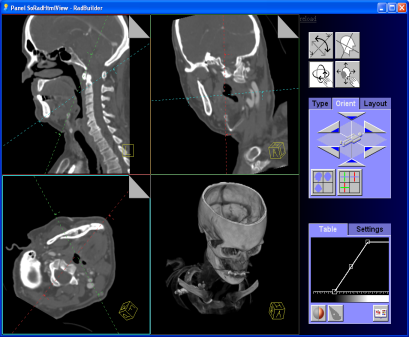 Panel SoRadHtmlView - RadBuilder
Type Orient Layout
Table Settings